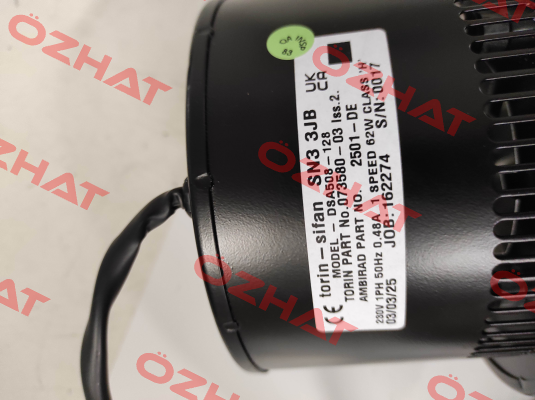 CE torin-sifan SN3 3JB UK CA
MODEL - DSA508-128
TORIN PART No.073580-03 Iss.2.
AMBIRAD PART NO. 2501-DE
230V 1PH 50Hz 0.48A 1 SPEED 62W CLASS 'H'
03/03/25 JOB:162274 S/N:0017
ÖZHAT
ÖZHAT
ÖZHAT
ÖZHAT
ÖZHAT
ÖZHAT
ÖZHAT
ÖZHAT